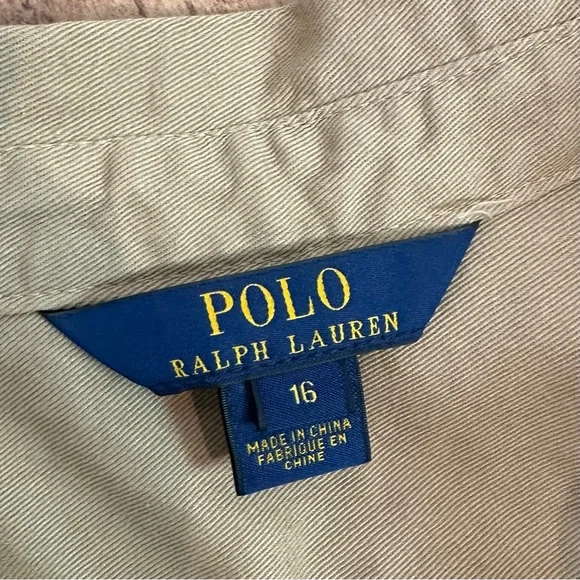 POLO
RALPH LAUREN
16
MADE IN CHINA
FABRIQUE EN
CHINE